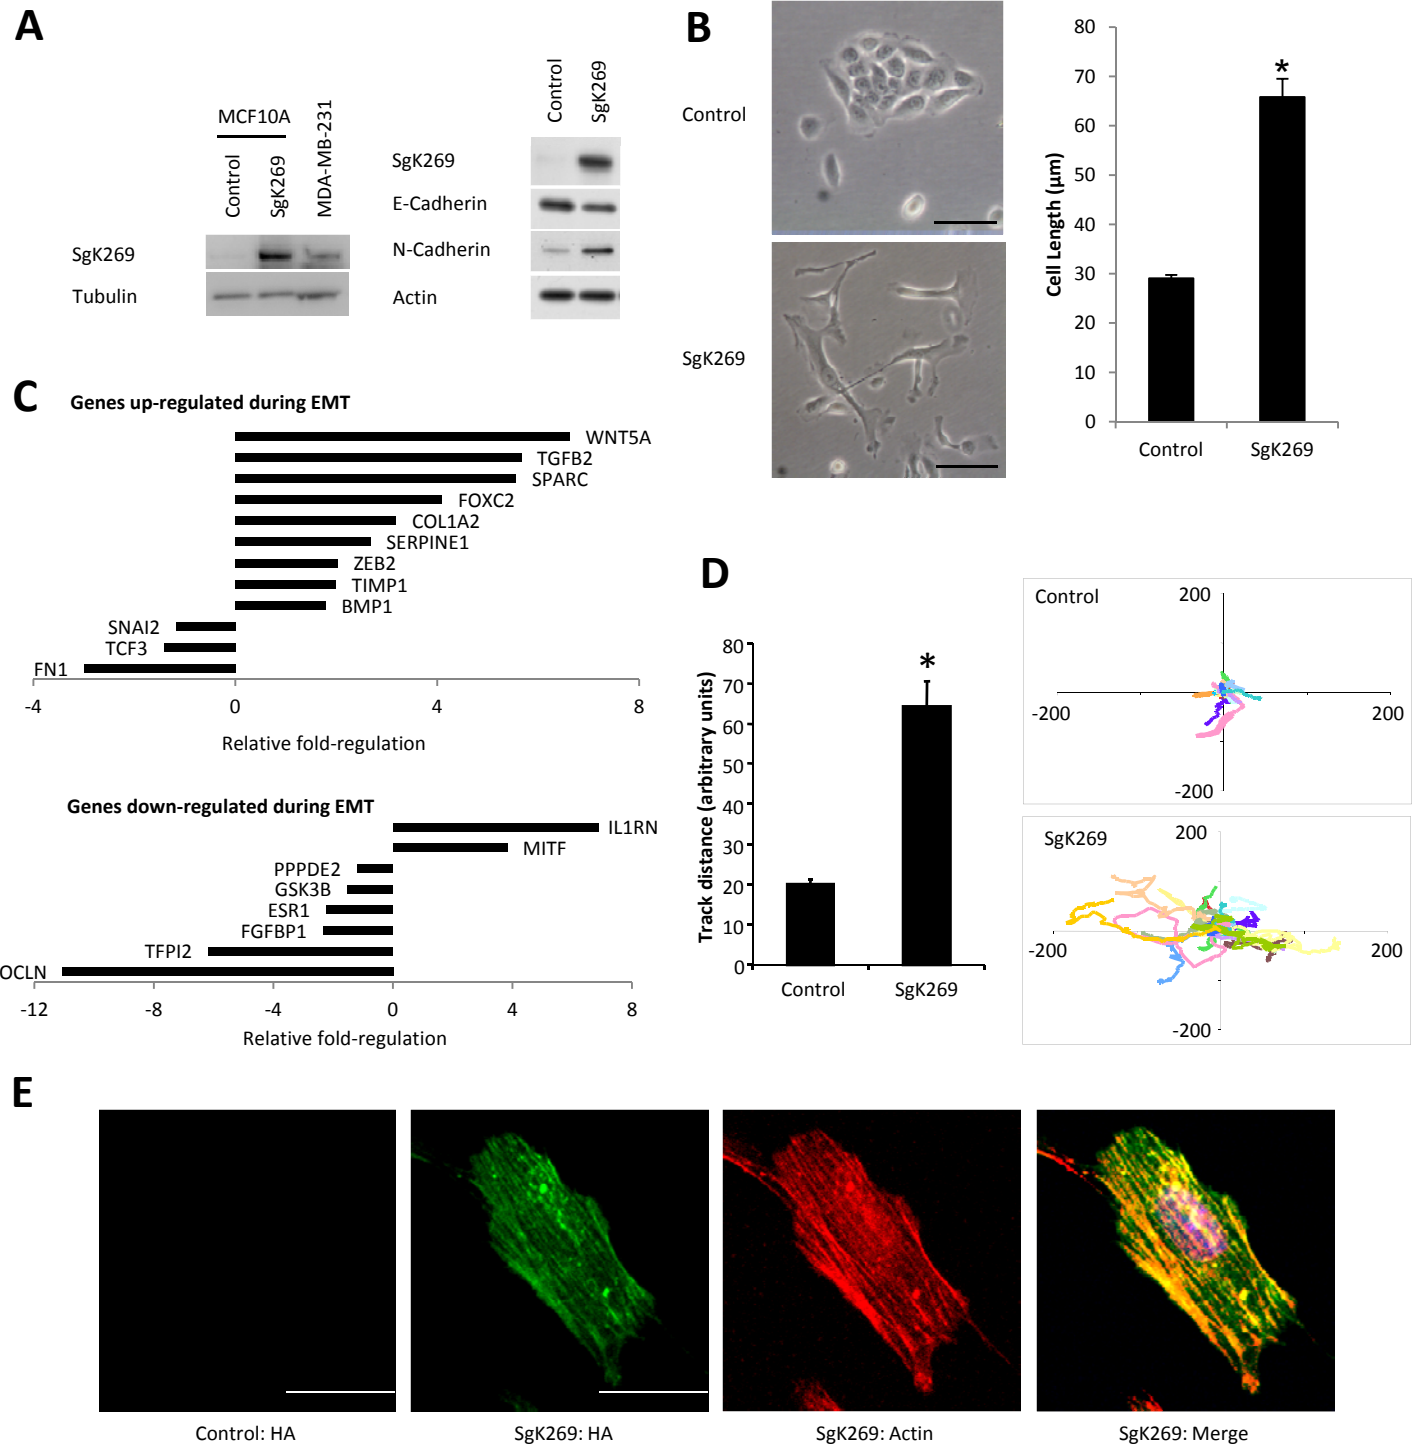 A
MCF10A
Control
SgK269
MDA-MB-231
SgK269
Tubulin
Control
SgK269
SgK269
E-Cadherin
N-Cadherin
Actin
B
Control
SgK269
80
70
60
50
40
30
20
10
0
Cell Length (µm)
*
Control
SgK269
C
Genes up-regulated during EMT
WNT5A
TGFB2
SPARC
FOXC2
COL1A2
SERPINE1
ZEB2
TIMP1
BMP1
SNAI2
TCF3
FN1
-4 0 4 8
Relative fold-regulation
Genes down-regulated during EMT
IL1RN
MITF
PPPDE2
GSK3B
ESR1
FGFBP1
TFPI2
OCLN
-12 -8 -4 0 4 8
Relative fold-regulation
D
80
70
60
50
40
30
20
10
0
Track distance (arbitrary units)
*
Control
SgK269
Control
200
-200 200
-200
SgK269
200
-200 200
-200
E
Control: HA
SgK269: HA
SgK269: Actin
SgK269: Merge